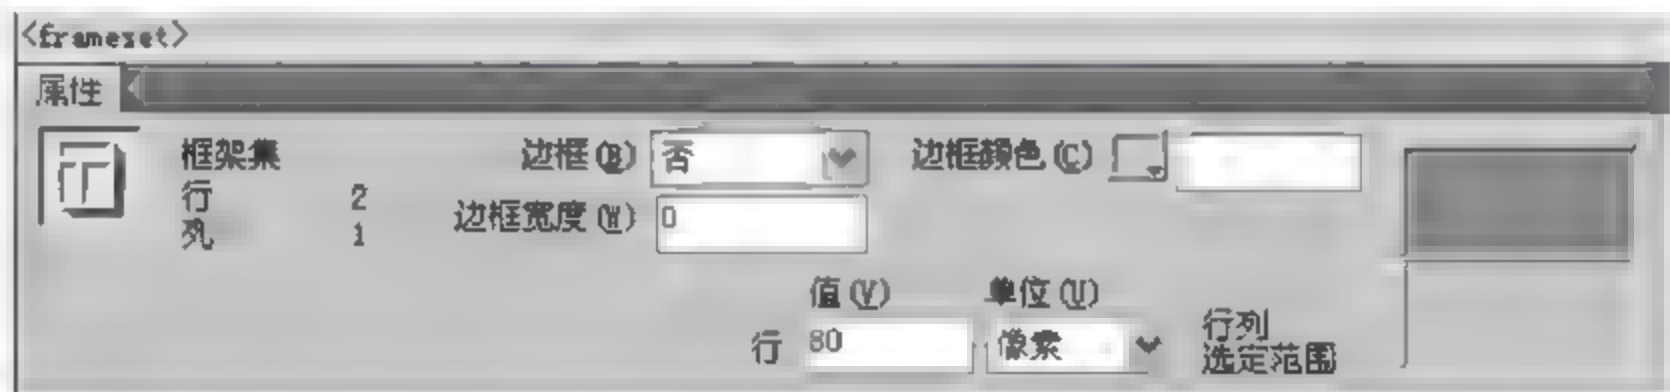 <frameset>
属性
框架集 边框(B) 否 边框颜色(C)
行 2
边框宽度(W) 0
列 1
值(V) 单位(U)
行 80 像素 行列
选定范围